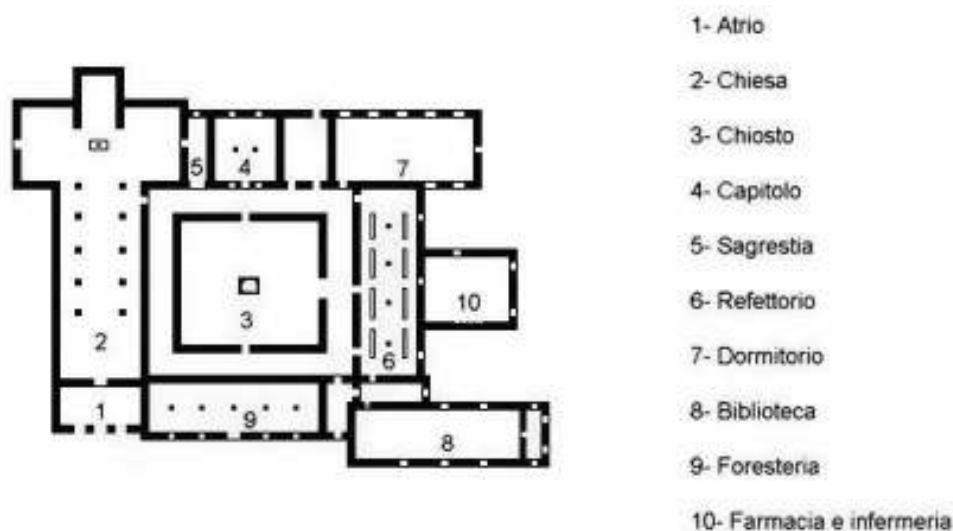 1- Atrio
2- Chiesa
3- Chiosto
4- Capitolo
5- Sagrestia
6- Refettorio
7- Dormitorio
8- Biblioteca
9- Foresteria
10- Farmacia e infermeria
5
4
7
10
3
6
2
1
9
8